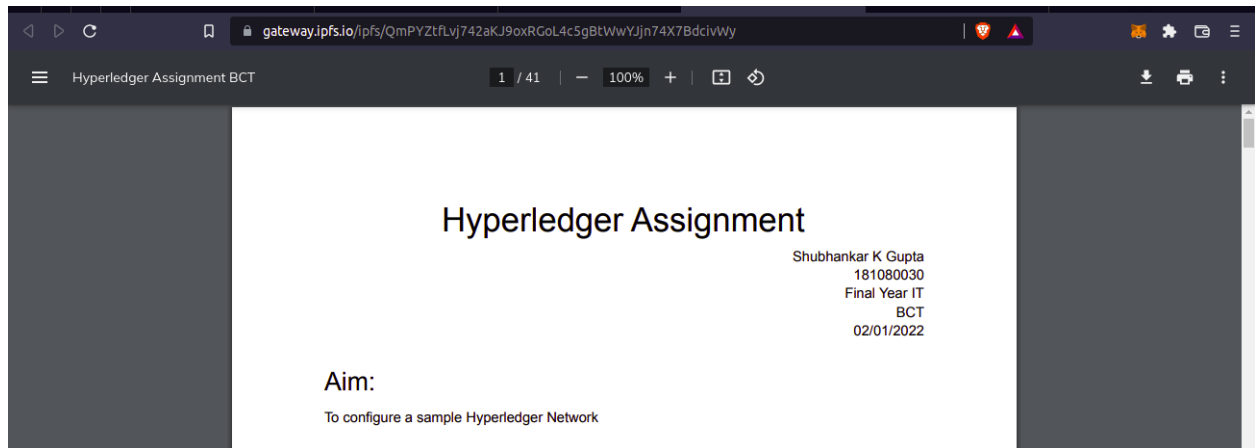 gateway.ipfs.io/ipfs/QmPYZtfLvj742aKJ9oxRGoL4c5gBtWwYJjn74X7BdcivWy
Hyperledger Assignment BCT
1 / 41
100%
Hyperledger Assignment
Shubhankar K Gupta
181080030
Final Year IT
BCT
02/01/2022
Aim:
To configure a sample Hyperledger Network